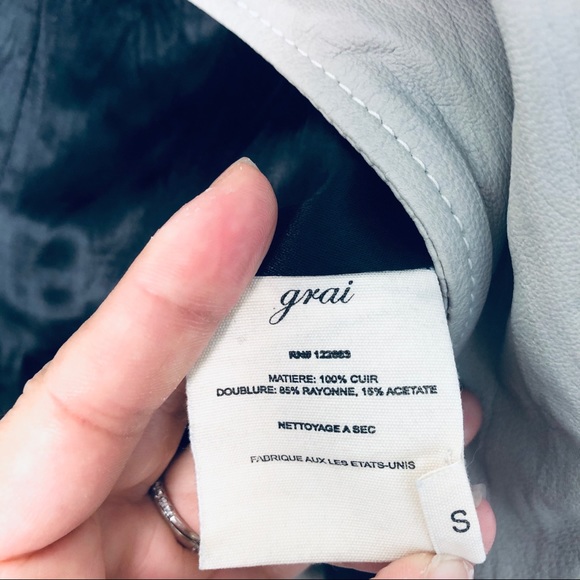 grai
RN# 122663
MATIERE: 100% CUIR
DOUBLURE: 85% RAYONNE, 15% ACETATE
NETTOYAGE A SEC
FABRIQUE AUX LES ETATS-UNIS
S